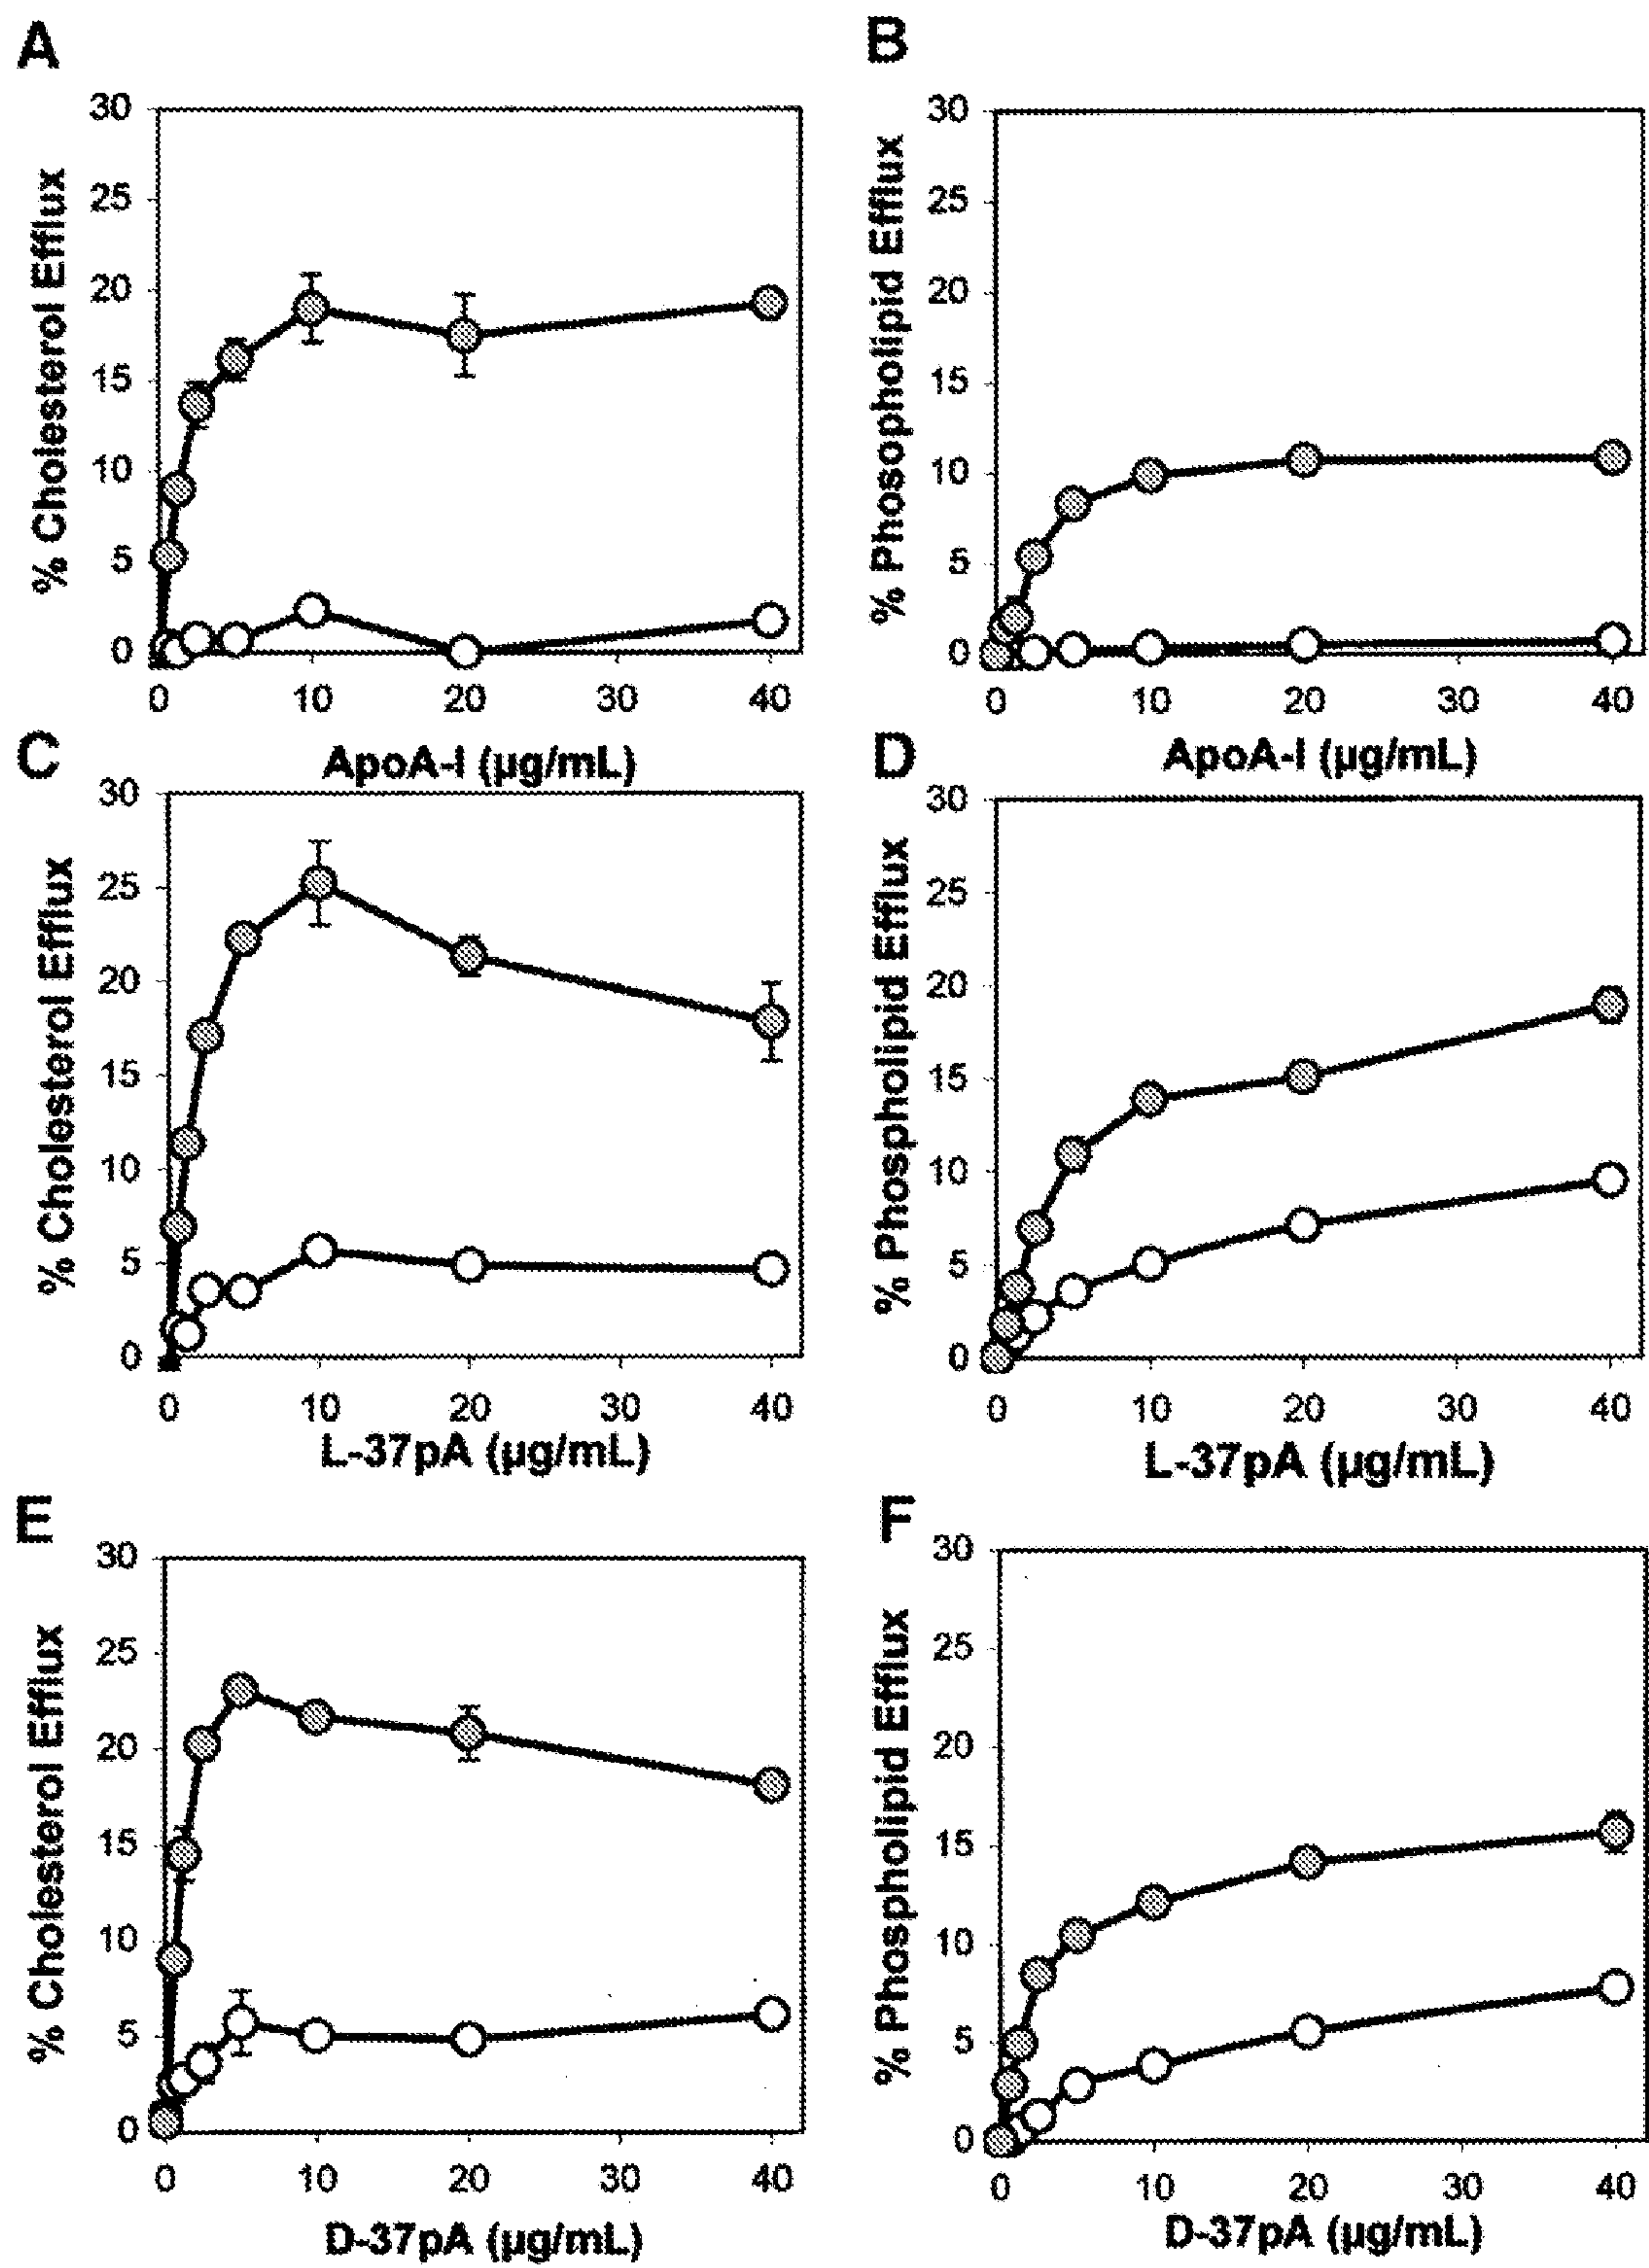 A
% Cholesterol Efflux
30
25
20
15
10
5
0
0 10 20 30 40
ApoA-I (µg/mL)
B
% Phosopholipid Efflux
30
25
20
15
10
5
0
0 10 20 30 40
ApoA-I (µg/mL)
C
% Cholesterol Efflux
30
25
20
15
10
5
0
0 10 20 30 40
L-37pA (µg/mL)
D
% Phospholipid Efflux
30
25
20
15
10
5
0
0 10 20 30 40
L-37pA (µg/mL)
E
% Cholesterol Efflux
30
25
20
15
10
5
0
0 10 20 30 40
D-37pA (µg/mL)
F
% Phospholipid Efflux
30
25
20
15
10
5
0
0 10 20 30 40
D-37pA (µg/mL)